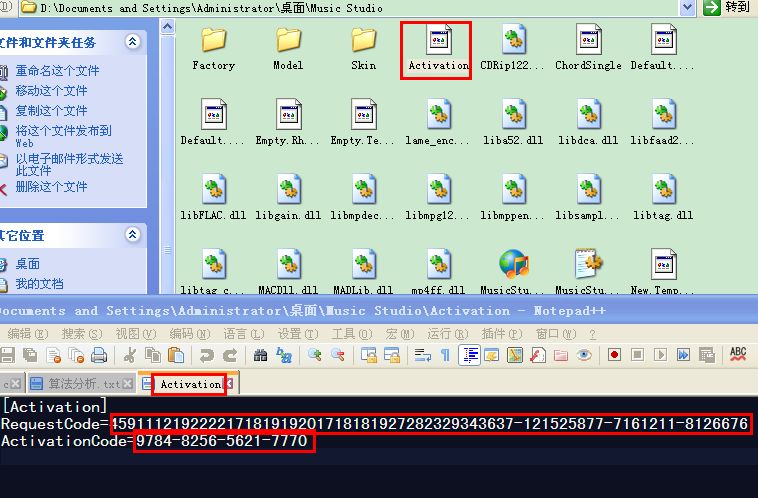 D:\Documents and Settings\Administrator\桌面\Music Studio
转到
文件和文件夹任务
重命名这个文件
移动这个文件
复制这个文件
将这个文件发布到
Web
以电子邮件形式发送
此文件
删除这个文件
其它位置
桌面
我的文档
Factory Model Skin Activation CDRip122... ChordSingle Default....
Default.... Empty.Rh... Empty.Te... lame_enc... liba52.dll libdca.dll libfaad2...
libFLAC.dll libgain.dll libmpdec... libmpg12... libmppen... libsampl... libtag.dll
libtag_c... MACDll.dll MADLib.dll mp4ff.dll MusicStu... MusicStu... New.Temp...
ocuments and Settings\Administrator\桌面\Music Studio\Activation - Notepad++
编辑(E) 搜索(S) 视图(V) 编码(N) 语言(L) 设置(T) 工具(O) 宏(M) 运行(R) 插件(P) 窗口(W) ?
ABC
c 算法分析.txt Activation
[Activation]
RequestCode=4591112192222171819192017181819272823293436​37-121525877-7161211-8126676
ActivationCode=9784-8256-5621-7770